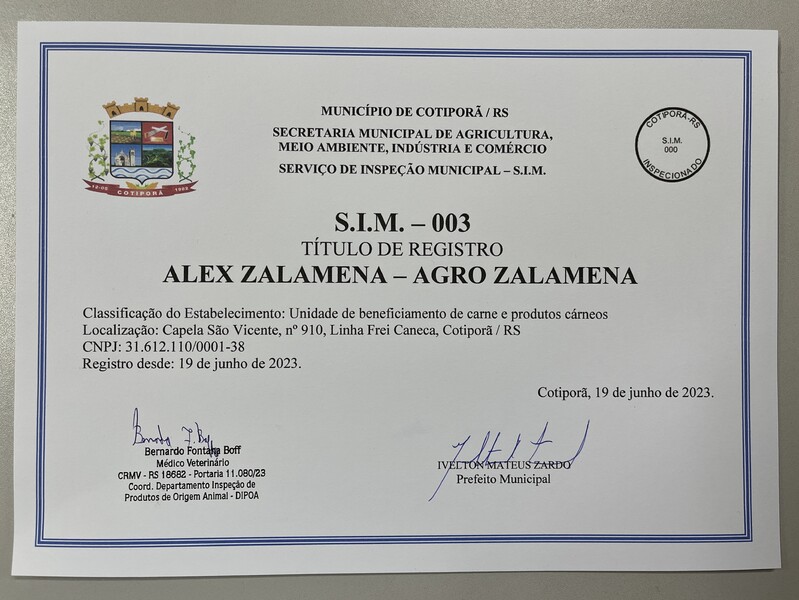 MUNICÍPIO DE COTIPORÃ / RS
SECRETARIA MUNICIPAL DE AGRICULTURA,
MEIO AMBIENTE, INDÚSTRIA E COMÉRCIO
SERVIÇO DE INSPEÇÃO MUNICIPAL – S.I.M.
12-05 COTIPORÃ 1982
COTIPORÃ-RS
S.I.M.
000
INSPECIONADO
S.I.M. – 003
TÍTULO DE REGISTRO
ALEX ZALAMENA – AGRO ZALAMENA
Classificação do Estabelecimento: Unidade de beneficiamento de carne e produtos cárneos
Localização: Capela São Vicente, nº 910, Linha Frei Caneca, Cotiporã / RS
CNPJ: 31.612.110/0001-38
Registro desde: 19 de junho de 2023.
Cotiporã, 19 de junho de 2023.
Bernardo Fontana Boff
Médico Veterinário
CRMV - RS 18682 - Portaria 11.080/23
Coord. Departamento Inspeção de
Produtos de Origem Animal - DIPOA
IVELTON MATEUS ZARDO
Prefeito Municipal